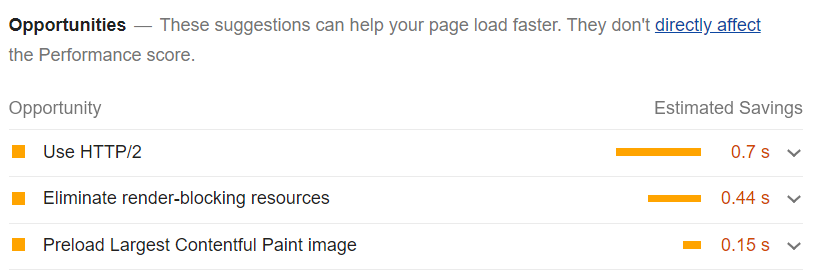 Opportunities — These suggestions can help your page load faster. They don't directly affect
the Performance score.
Opportunity Estimated Savings
Use HTTP/2 0.7 s
Eliminate render-blocking resources 0.44 s
Preload Largest Contentful Paint image 0.15 s